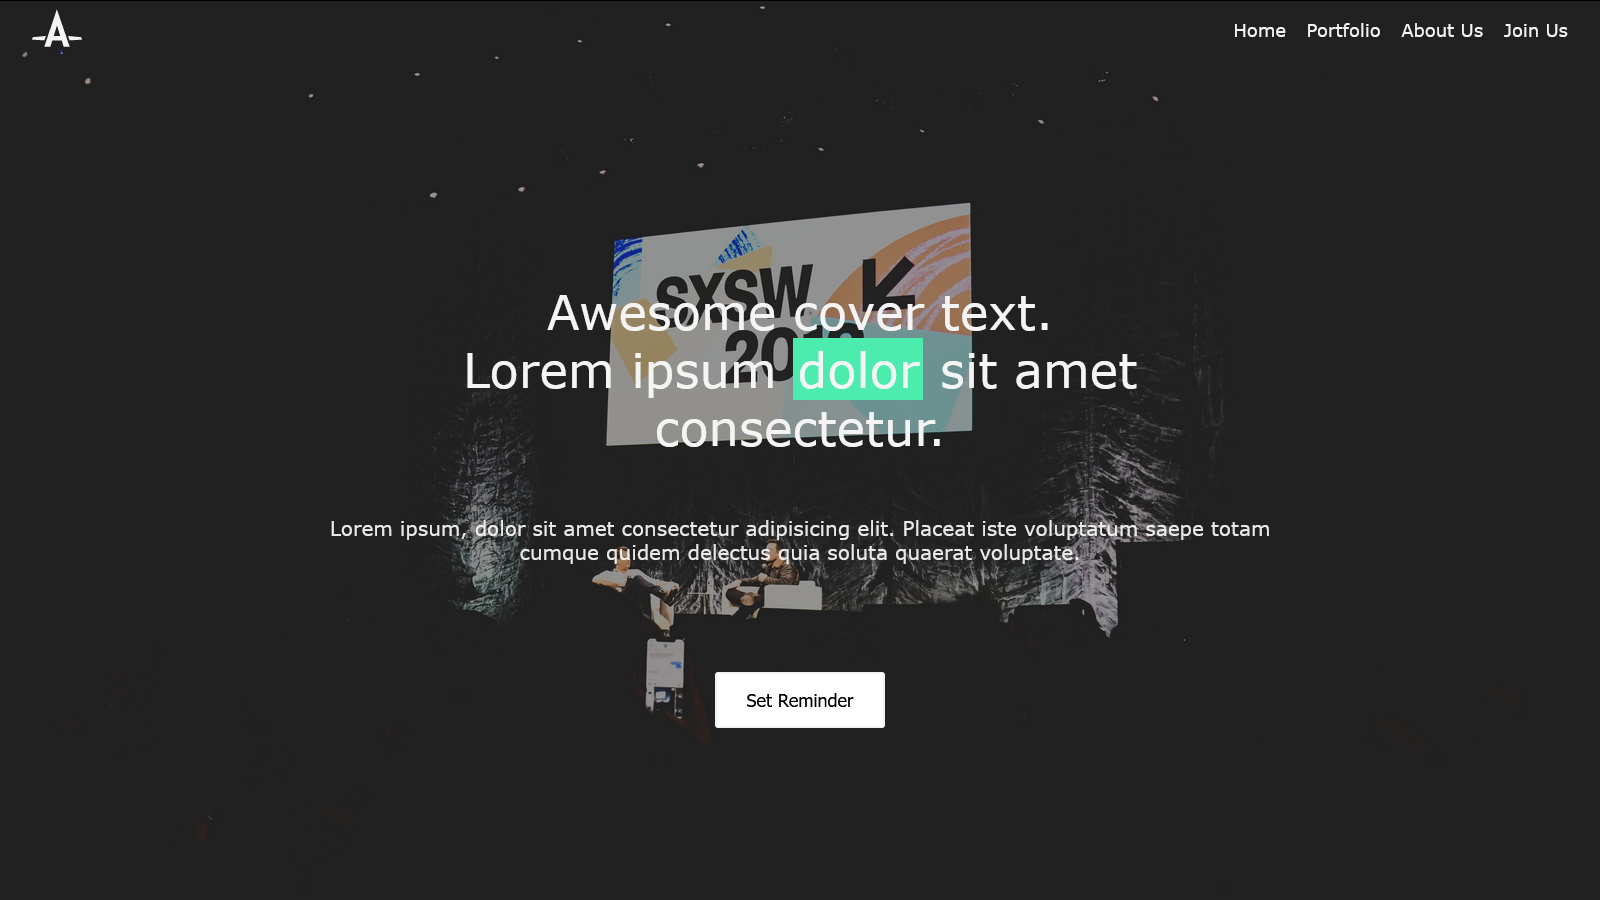 A
Home Portfolio About Us Join Us
SXSW
Awesome cover text.
Lorem ipsum dolor sit amet
consectetur.
Lorem ipsum, dolor sit amet consectetur adipisicing elit. Placeat iste voluptatum saepe totam
cumque quidem delectus quia soluta quaerat voluptate.
Set Reminder